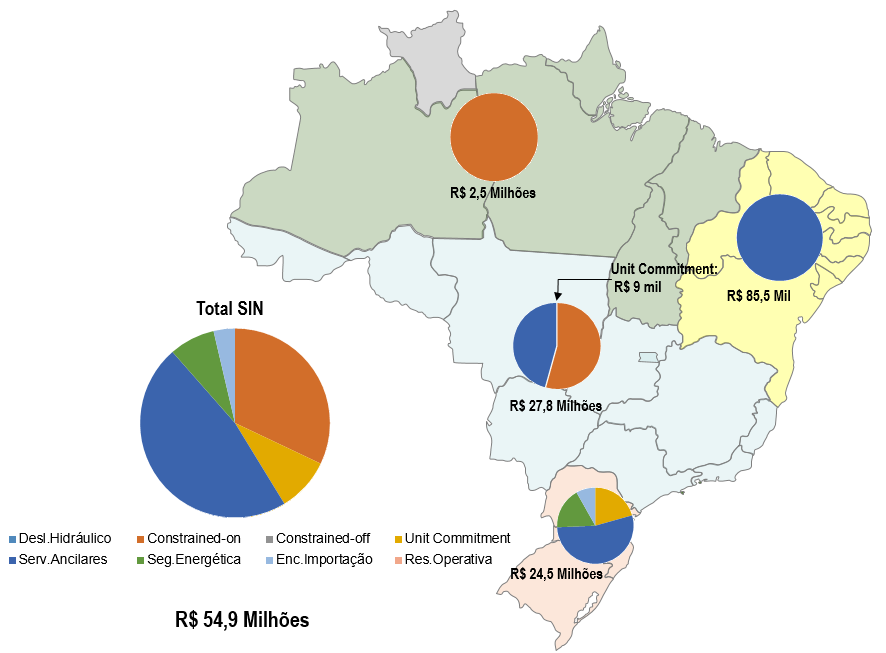 R$ 2,5 Milhões
Unit Commitment:
R$ 9 mil
R$ 85,5 Mil
Total SIN
R$ 27,8 Milhões
Desl.Hidráulico
Constrained-on
Constrained-off
Unit Commitment
Serv.Ancilares
Seg.Energética
Enc.Importação
Res.Operativa
R$ 24,5 Milhões
R$ 54,9 Milhões